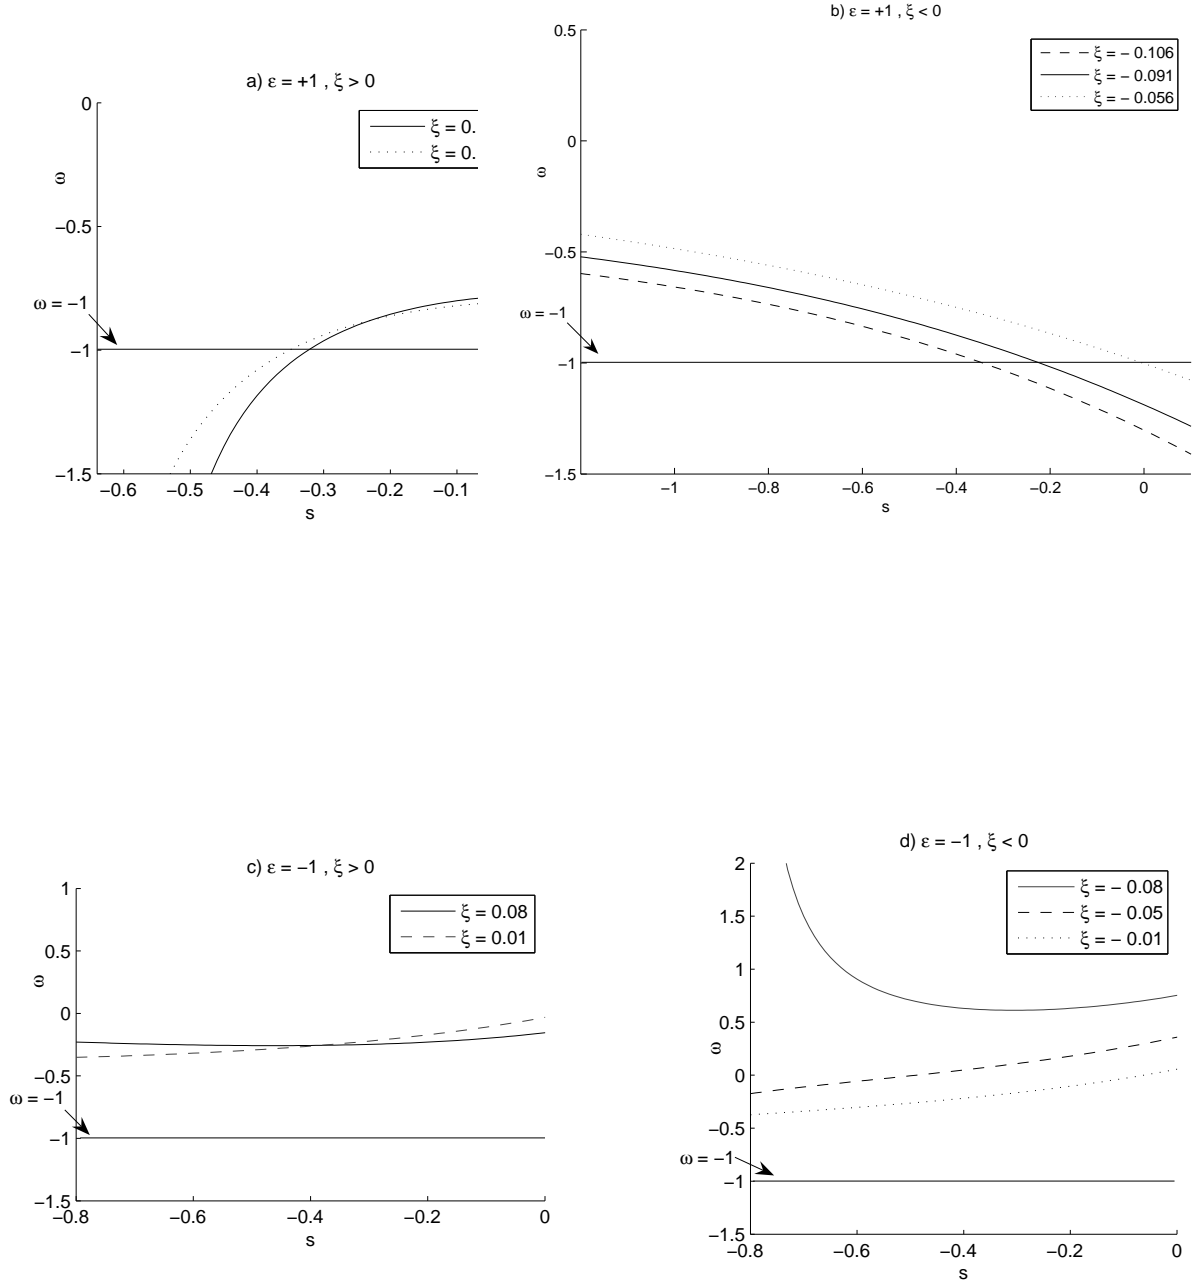 a) ε = +1 , ξ > 0
0
−0.5
−1
−1.5
ω
ω = −1
ξ = 0.
ξ = 0.
−0.6 −0.5 −0.4 −0.3 −0.2 −0.1
s
b) ε = +1 , ξ < 0
0.5
0
−0.5
−1
−1.5
ω
ω = −1
ξ = − 0.106
ξ = − 0.091
ξ = − 0.056
−1 −0.8 −0.6 −0.4 −0.2 0
s
c) ε = −1 , ξ > 0
1
0.5
0
−0.5
−1
−1.5
ω
ω = −1
ξ = 0.08
ξ = 0.01
−0.8 −0.6 −0.4 −0.2 0
s
d) ε = −1 , ξ < 0
2
1.5
1
0.5
0
−0.5
−1
−1.5
ω
ω = −1
ξ = − 0.08
ξ = − 0.05
ξ = − 0.01
−0.8 −0.6 −0.4 −0.2 0
s